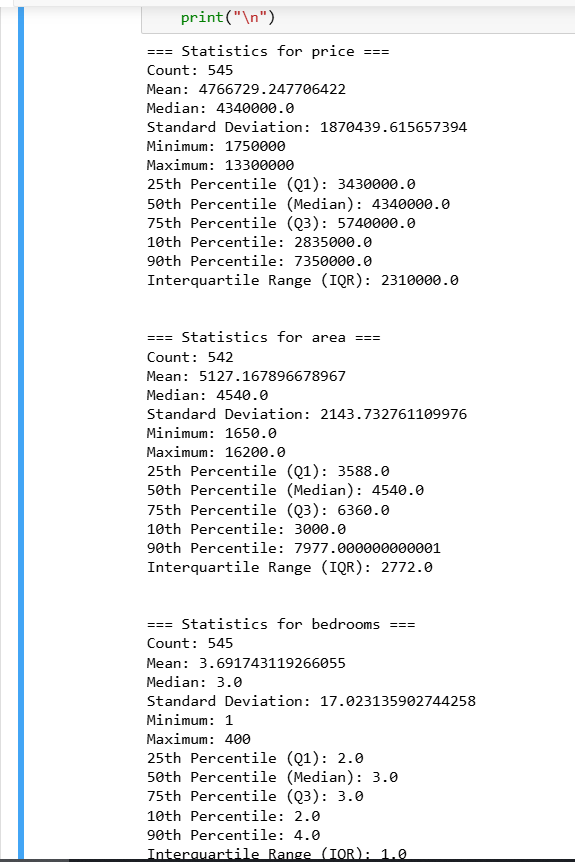 print("\n")
=== Statistics for price ===
Count: 545
Mean: 4766729.247706422
Median: 4340000.0
Standard Deviation: 1870439.615657394
Minimum: 1750000
Maximum: 13300000
25th Percentile (Q1): 3430000.0
50th Percentile (Median): 4340000.0
75th Percentile (Q3): 5740000.0
10th Percentile: 2835000.0
90th Percentile: 7350000.0
Interquartile Range (IQR): 2310000.0
=== Statistics for area ===
Count: 542
Mean: 5127.167896678967
Median: 4540.0
Standard Deviation: 2143.732761109976
Minimum: 1650.0
Maximum: 16200.0
25th Percentile (Q1): 3588.0
50th Percentile (Median): 4540.0
75th Percentile (Q3): 6360.0
10th Percentile: 3000.0
90th Percentile: 7977.000000000001
Interquartile Range (IQR): 2772.0
=== Statistics for bedrooms ===
Count: 545
Mean: 3.691743119266055
Median: 3.0
Standard Deviation: 17.023135902744258
Minimum: 1
Maximum: 400
25th Percentile (Q1): 2.0
50th Percentile (Median): 3.0
75th Percentile (Q3): 3.0
10th Percentile: 2.0
90th Percentile: 4.0
Interquartile Range (IQR): 1.0